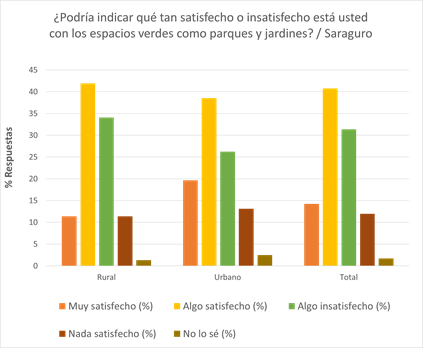 ¿Podría indicar qué tan satisfecho o insatisfecho está usted
con los espacios verdes como parques y jardines? / Saraguro
45
40
35
30
25
20
15
10
5
0
% Respuestas
Rural Urbano Total
Muy satisfecho (%) Algo satisfecho (%) Algo insatisfecho (%)
Nada satisfecho (%) No lo sé (%)